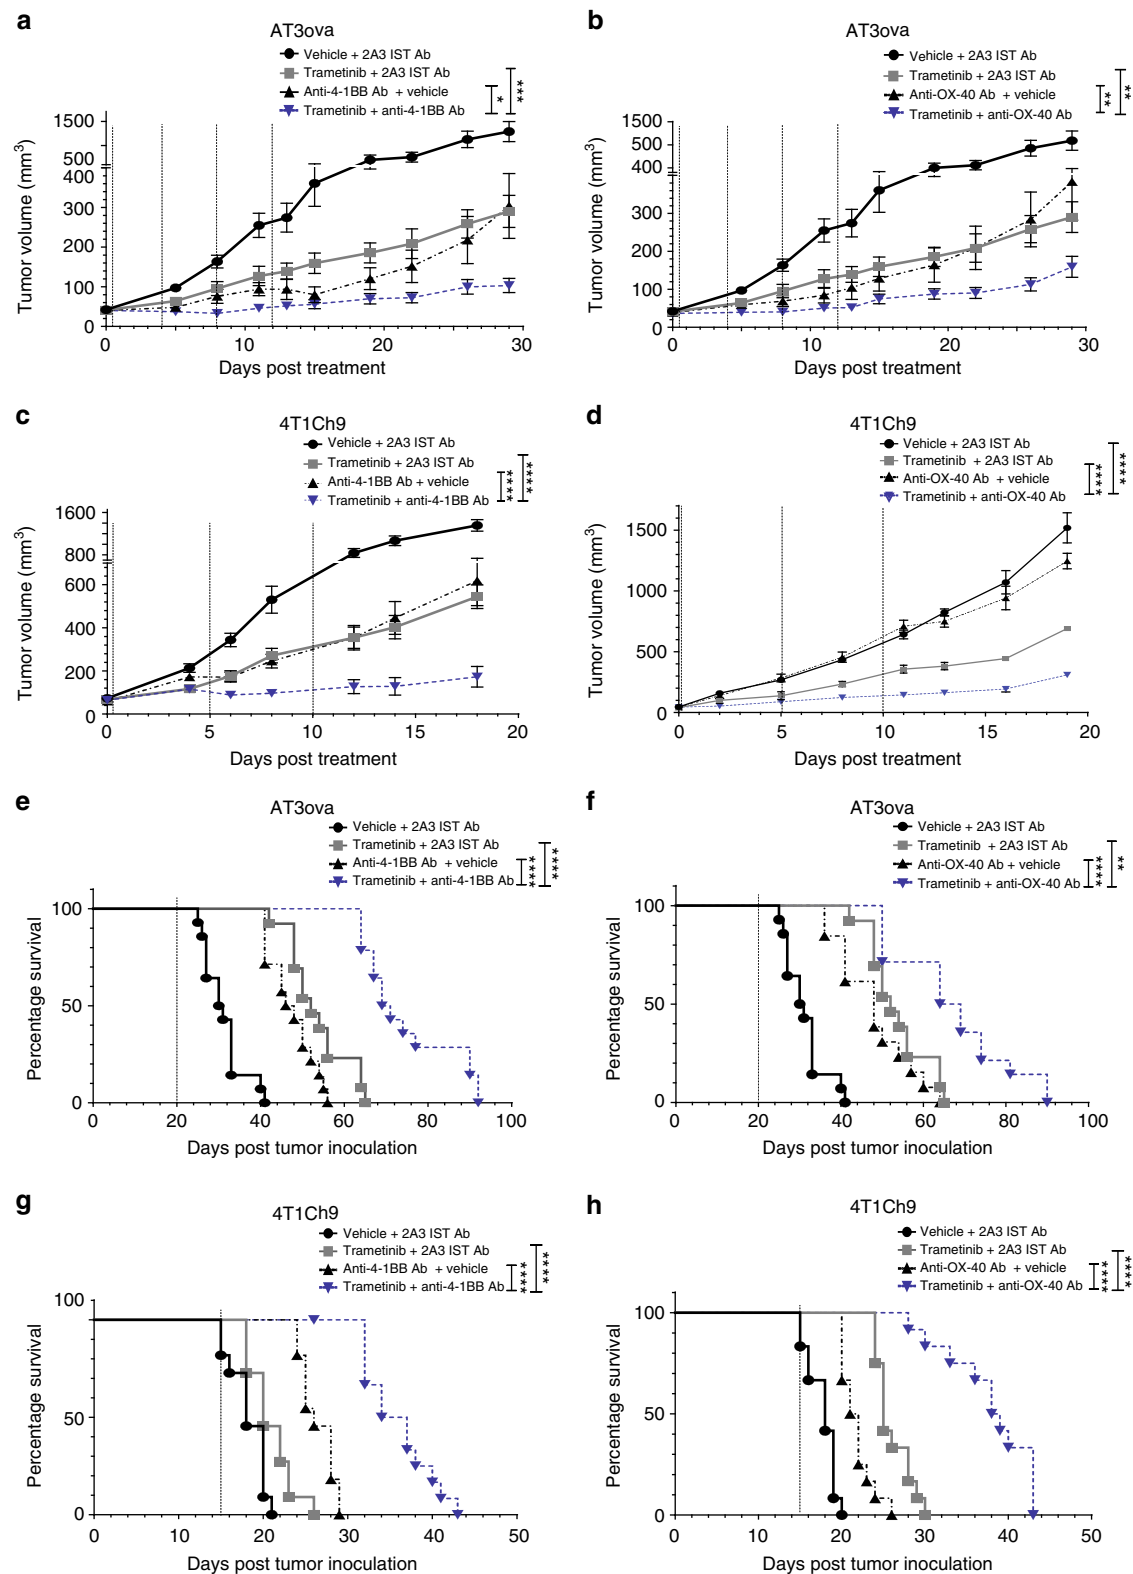 a
AT3ova
Vehicle + 2A3 IST Ab
Trametinib + 2A3 IST Ab
Anti-4-1BB Ab + vehicle
Trametinib + anti-4-1BB Ab
*
***
Tumor volume (mm3)
1500
500
400
300
200
100
0
0
10
20
30
Days post treatment
b
AT3ova
Vehicle + 2A3 IST Ab
Trametinib + 2A3 IST Ab
Anti-OX-40 Ab + vehicle
Trametinib + anti-OX-40 Ab
**
**
Tumor volume (mm3)
1500
500
400
300
200
100
0
0
10
20
30
Days post treatment
c
4T1Ch9
Vehicle + 2A3 IST Ab
Trametinib + 2A3 IST Ab
Anti-4-1BB Ab + vehicle
Trametinib + anti-4-1BB Ab
****
****
Tumor volume (mm3)
1600
800
600
400
200
0
0
5
10
15
20
Days post treatment
d
4T1Ch9
Vehicle + 2A3 IST Ab
Trametinib + 2A3 IST Ab
Anti-OX-40 Ab + vehicle
Trametinib + anti-OX-40 Ab
****
****
Tumor volume (mm3)
1500
1000
500
0
0
5
10
15
20
Days post treatment
e
AT3ova
Vehicle + 2A3 IST Ab
Trametinib + 2A3 IST Ab
Anti-4-1BB Ab + vehicle
Trametinib + anti-4-1BB Ab
****
****
Percentage survival
100
50
0
0
20
40
60
80
100
Days post tumor inoculation
f
AT3ova
Vehicle + 2A3 IST Ab
Trametinib + 2A3 IST Ab
Anti-OX-40 Ab + vehicle
Trametinib + anti-OX-40 Ab
****
**
Percentage survival
100
50
0
0
20
40
60
80
100
Days post tumor inoculation
g
4T1Ch9
Vehicle + 2A3 IST Ab
Trametinib + 2A3 IST Ab
Anti-4-1BB Ab + vehicle
Trametinib + anti-4-1BB Ab
****
****
Percentage survival
100
50
0
0
10
20
30
40
50
Days post tumor inoculation
h
4T1Ch9
Vehicle + 2A3 IST Ab
Trametinib + 2A3 IST Ab
Anti-OX-40 Ab + vehicle
Trametinib + anti-OX-40 Ab
****
****
Percentage survival
100
50
0
0
10
20
30
40
50
Days post tumor inoculation